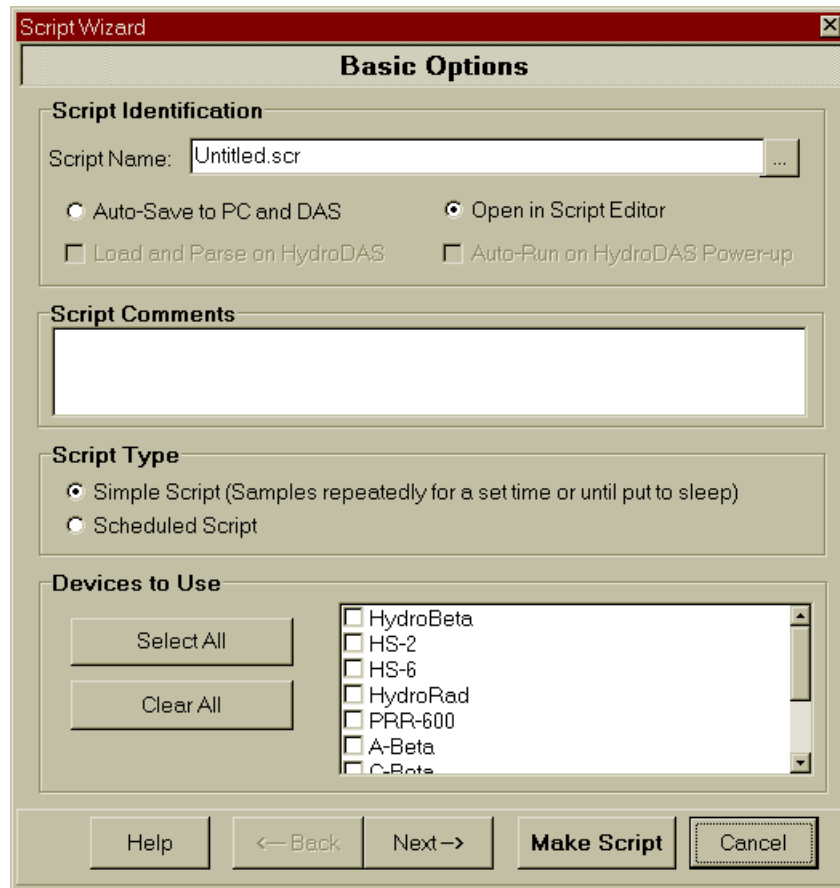 Script Wizard
Basic Options
Script Identification
Script Name: Untitled.scr ...
Auto-Save to PC and DAS Open in Script Editor
Load and Parse on HydroDAS Auto-Run on HydroDAS Power-up
Script Comments
Script Type
Simple Script (Samples repeatedly for a set time or until put to sleep)
Scheduled Script
Devices to Use
Select All
Clear All
HydroBeta
HS-2
HS-6
HydroRad
PRR-600
A-Beta
C-Beta
Help <— Back Next —> Make Script Cancel